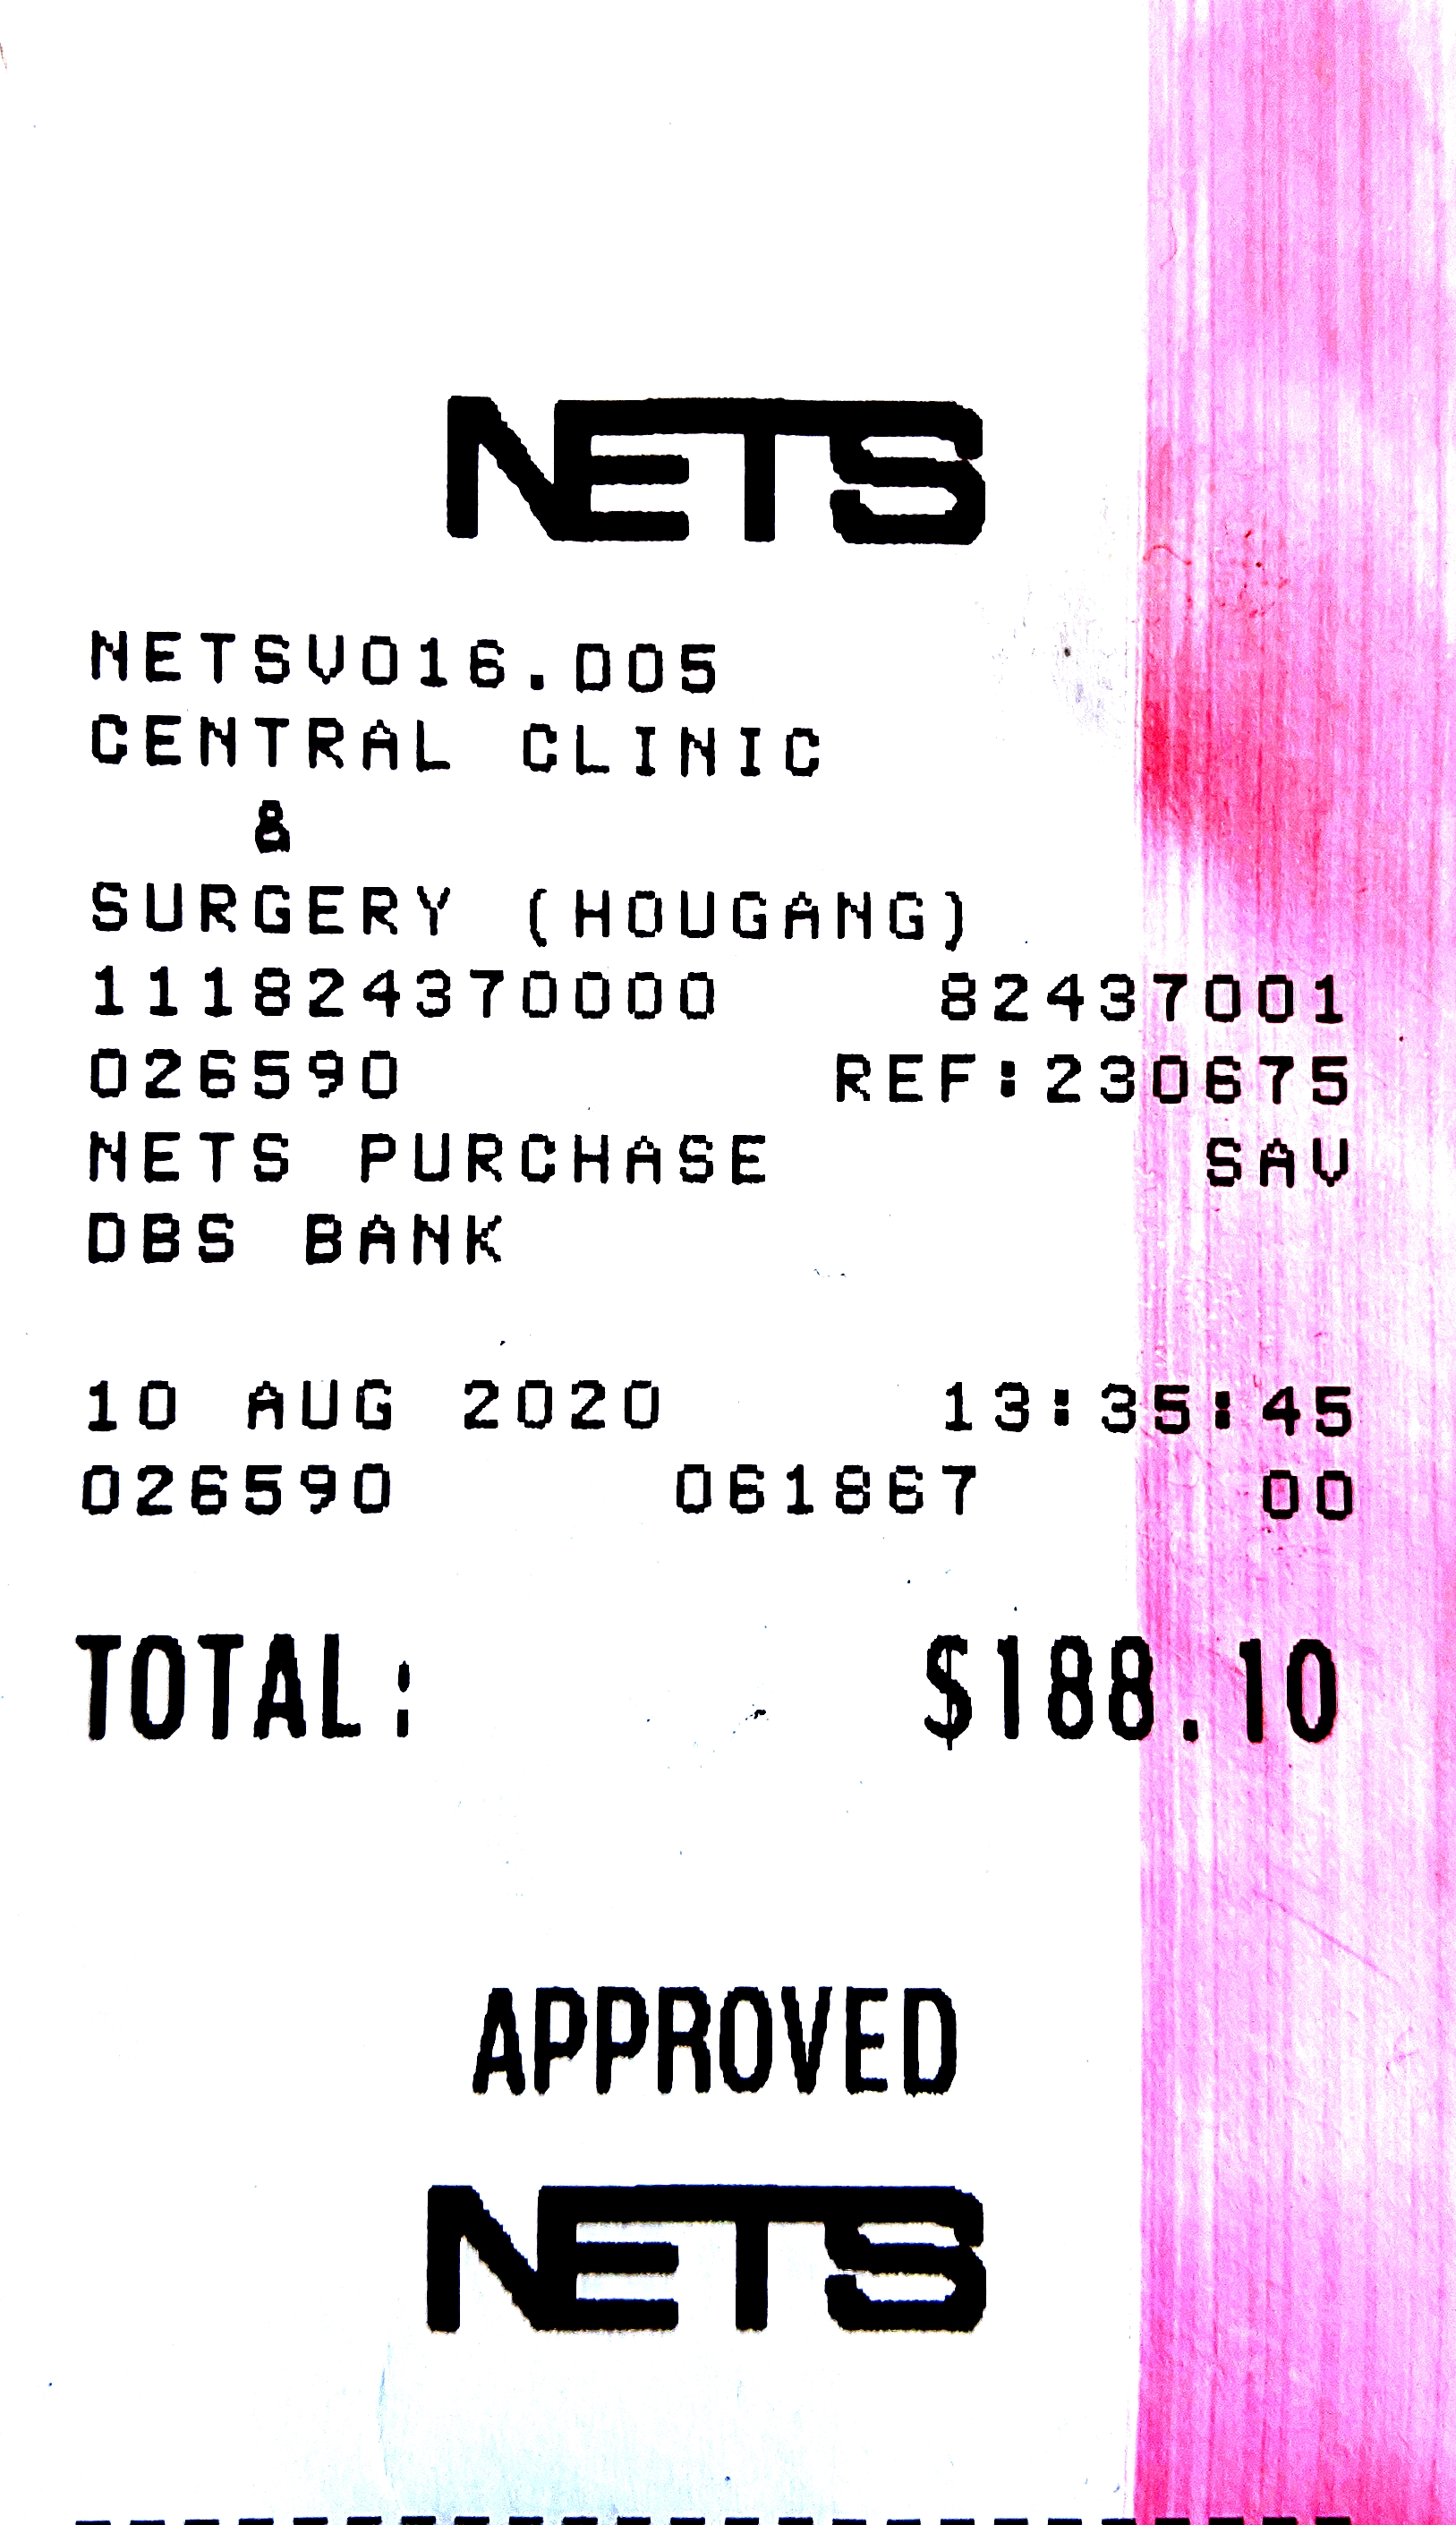 NETS
NETSV016.D05
CENTRAL CLINIC
&
SURGERY (HOUGANG)
111824370000 82437001
026590 REF:230675
NETS PURCHASE SAV
DBS BANK
10 AUG 2020 13:35:45
026590 061867 00
TOTAL: $188.10
APPROVED
NETS